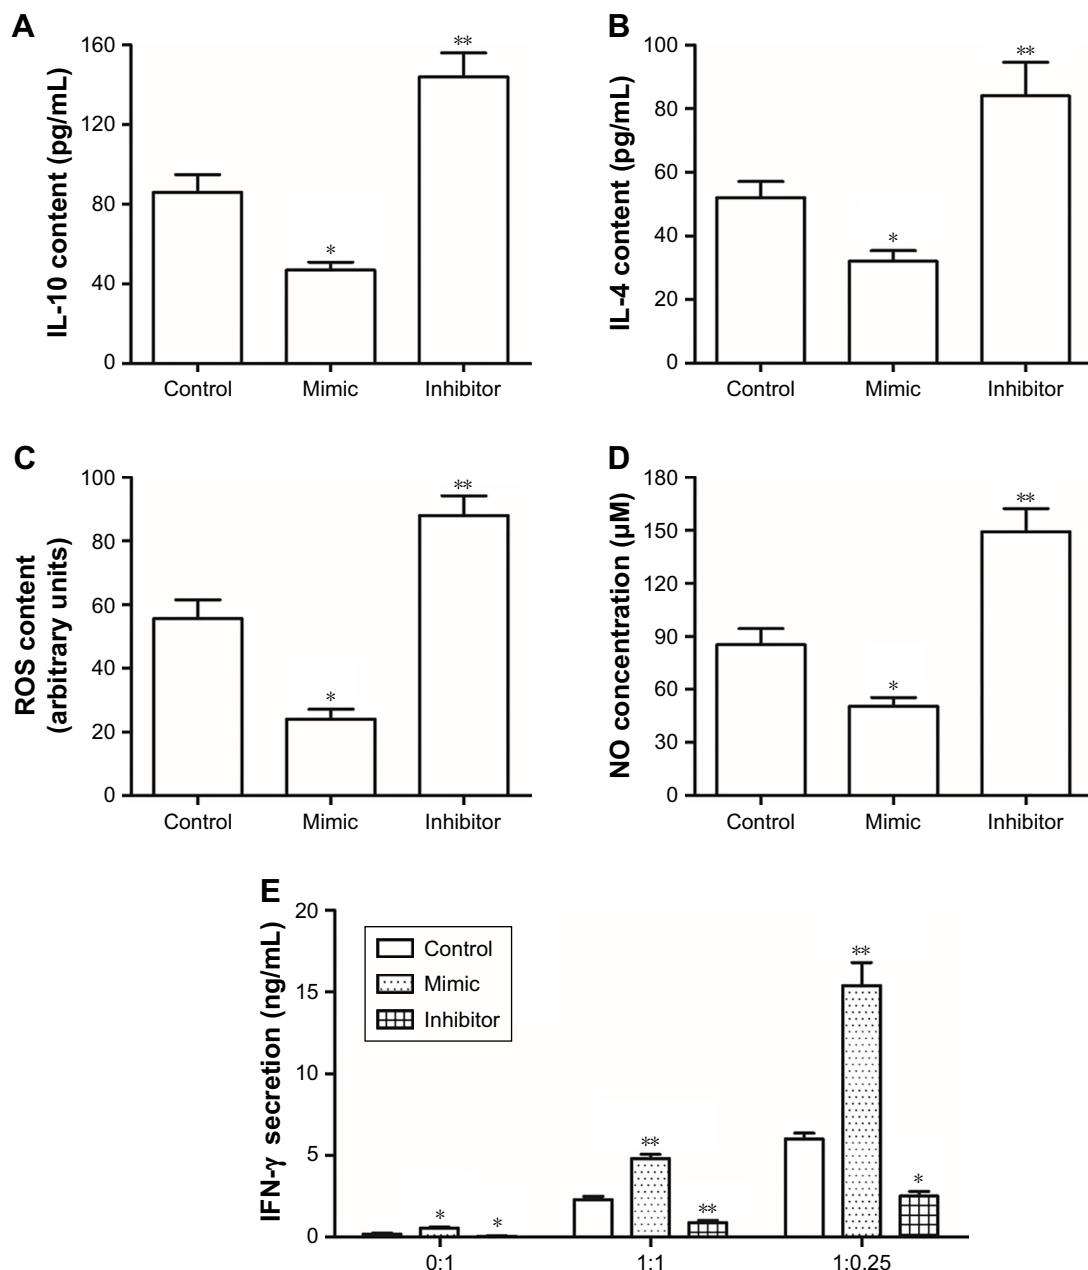 A
IL-10 content (pg/mL)
160
120
80
40
0
**
*
Control
Mimic
Inhibitor
B
IL-4 content (pg/mL)
100
80
60
40
20
0
**
*
Control
Mimic
Inhibitor
C
ROS content
(arbitrary units)
100
80
60
40
20
0
**
*
Control
Mimic
Inhibitor
D
NO concentration (µM)
180
150
120
90
60
30
0
**
*
Control
Mimic
Inhibitor
E
IFN-γ secretion (ng/mL)
20
15
10
5
0
Control
Mimic
Inhibitor
*
*
**
**
**
*
0:1
1:1
1:0.25